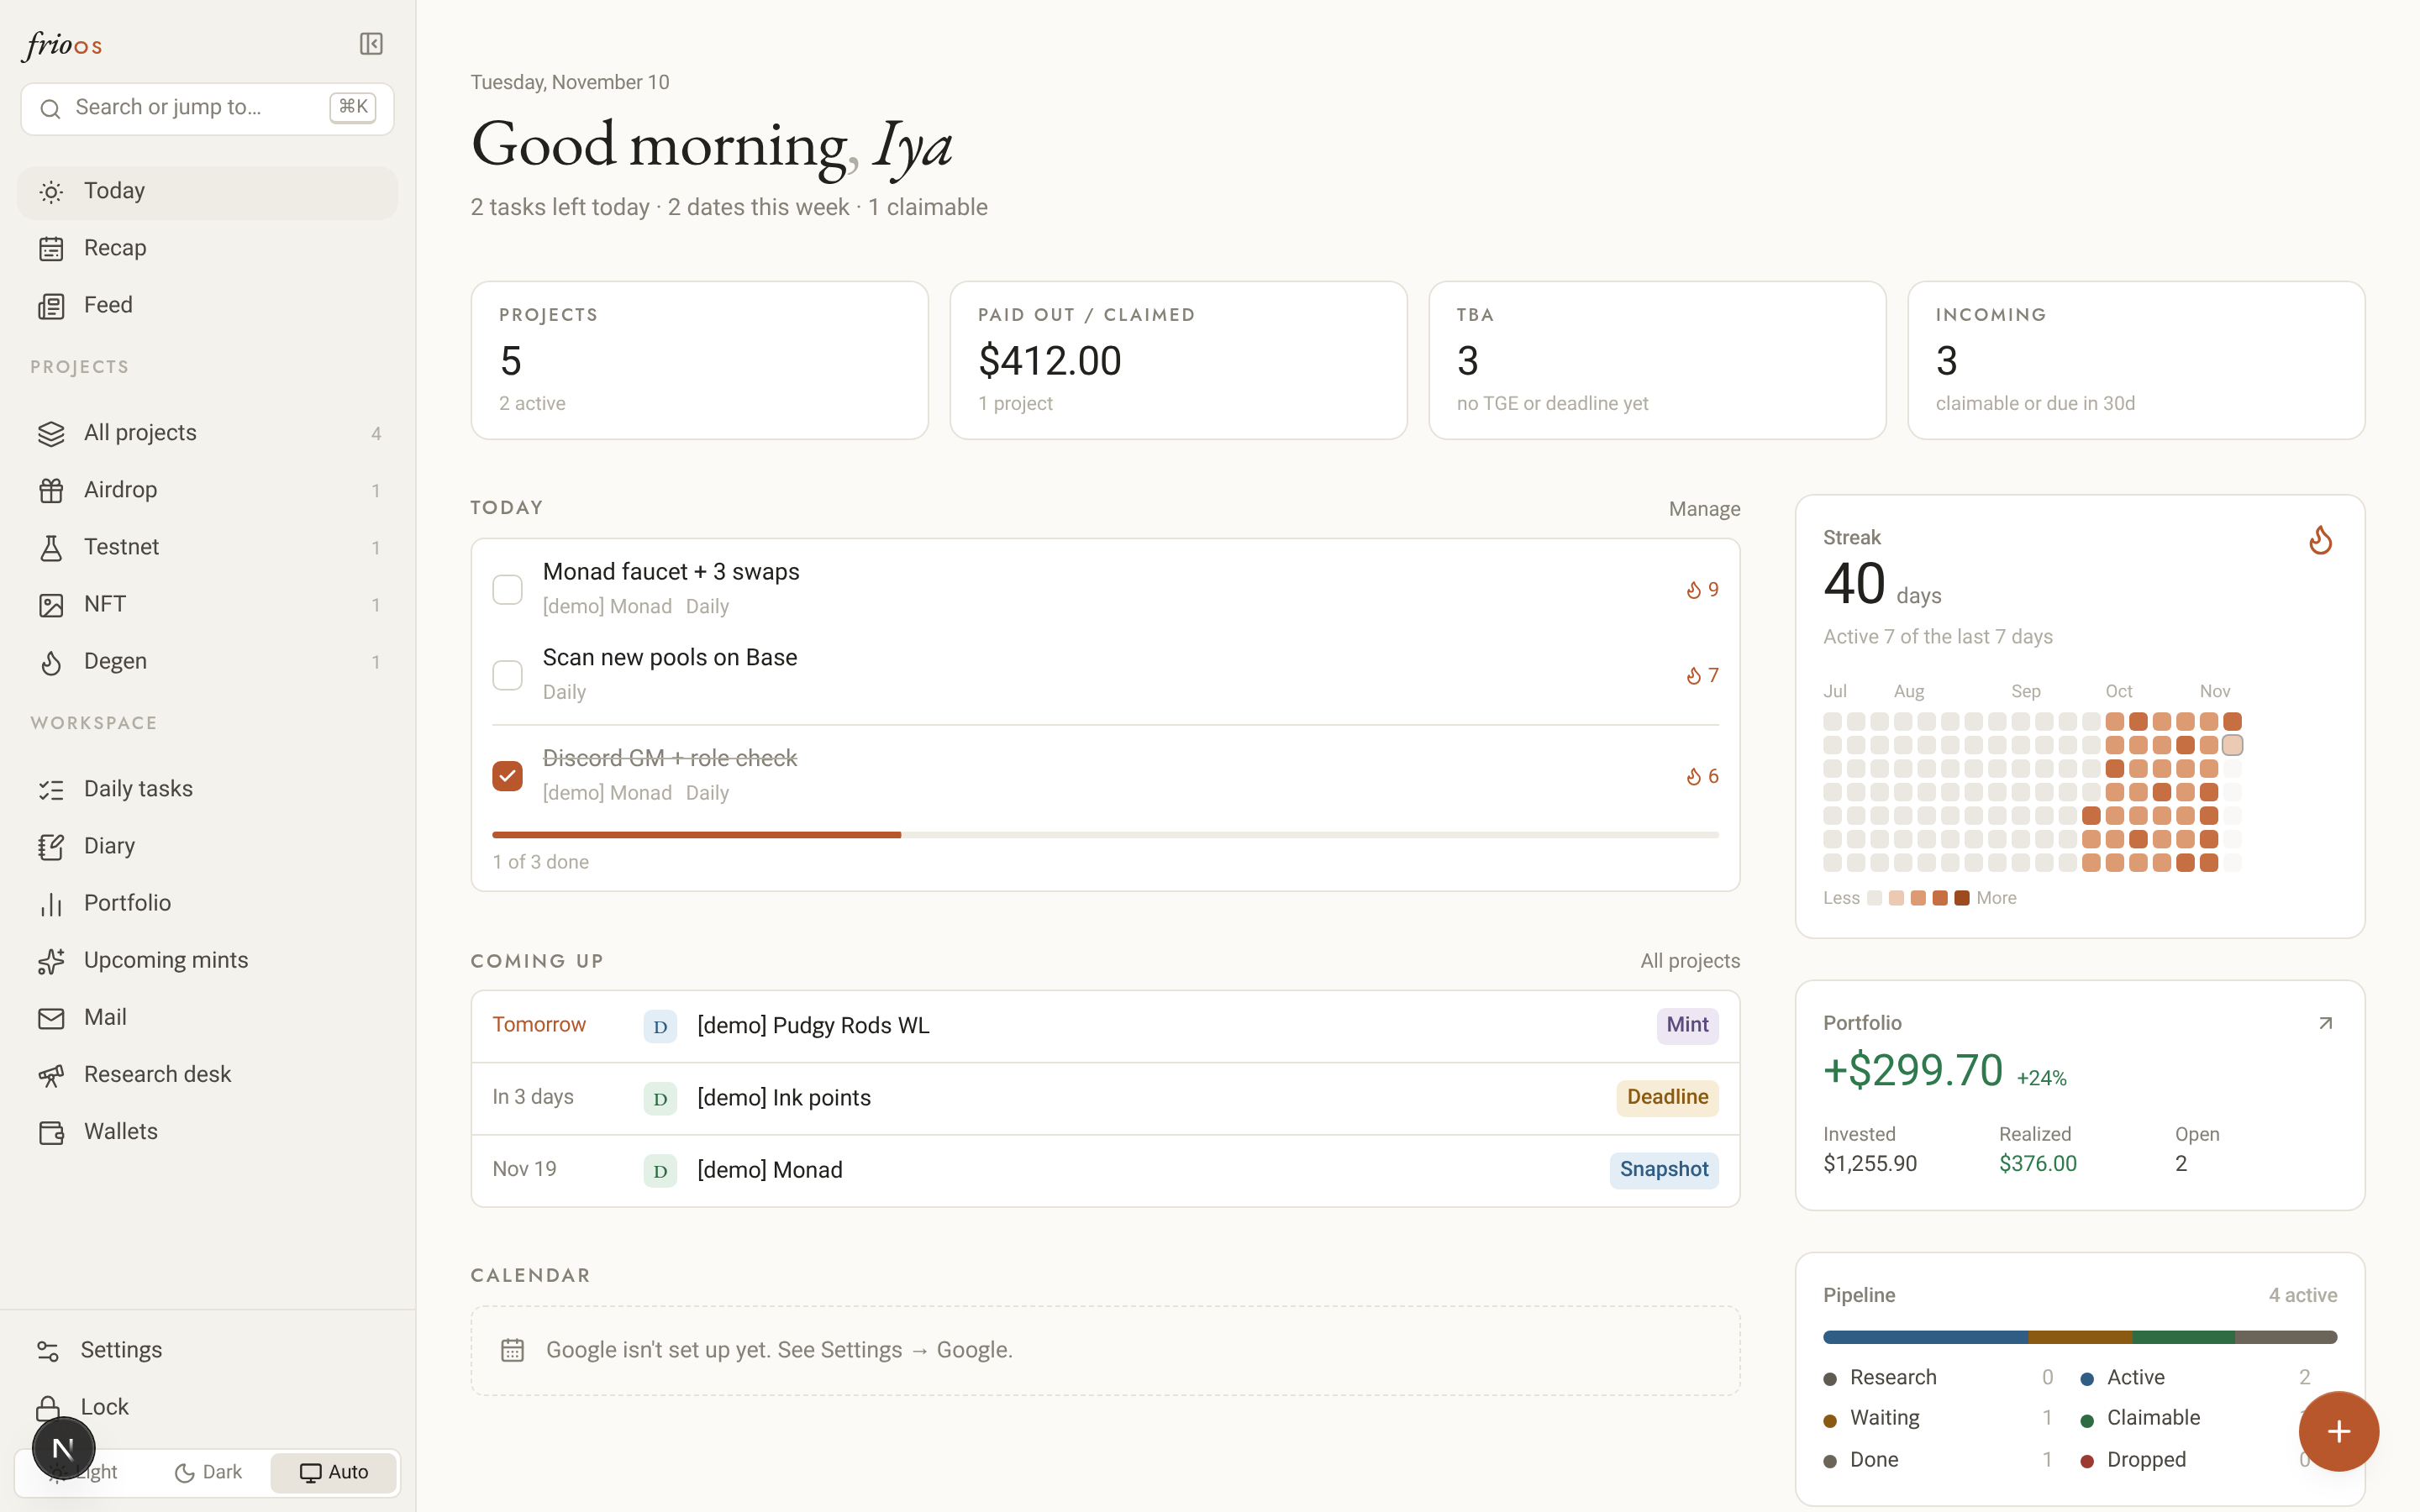 frioos
Search or jump to... ⌘K
Today
Recap
Feed
PROJECTS
All projects 4
Airdrop 1
Testnet 1
NFT 1
Degen 1
WORKSPACE
Daily tasks
Diary
Portfolio
Upcoming mints
Mail
Research desk
Wallets
Settings
Lock
N
Light Dark Auto
Tuesday, November 10
Good morning, Iya
2 tasks left today · 2 dates this week · 1 claimable
PROJECTS
5
2 active
PAID OUT / CLAIMED
$412.00
1 project
TBA
3
no TGE or deadline yet
INCOMING
3
claimable or due in 30d
TODAY Manage
Monad faucet + 3 swaps
[demo] Monad Daily
9
Scan new pools on Base
Daily
7
Discord GM + role check
[demo] Monad Daily
6
1 of 3 done
COMING UP All projects
Tomorrow D [demo] Pudgy Rods WL Mint
In 3 days D [demo] Ink points Deadline
Nov 19 D [demo] Monad Snapshot
CALENDAR
Google isn't set up yet. See Settings → Google.
Streak
40 days
Active 7 of the last 7 days
Jul Aug Sep Oct Nov
Less More
Portfolio
+$299.70 +24%
Invested Realized Open
$1,255.90 $376.00 2
Pipeline 4 active
Research 0 Active 2
Waiting 1 Claimable
Done 1 Dropped 0